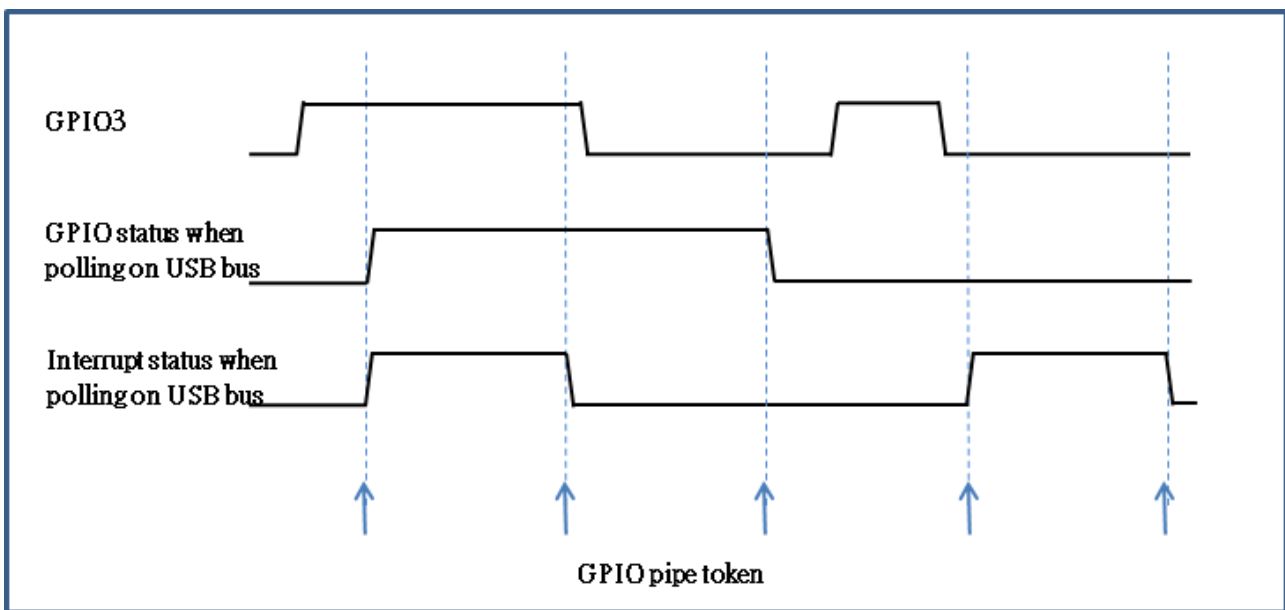 GPIO3
GPIO status when
polling on USB bus
Interrupt status when
polling on USB bus
GPIO pipe token